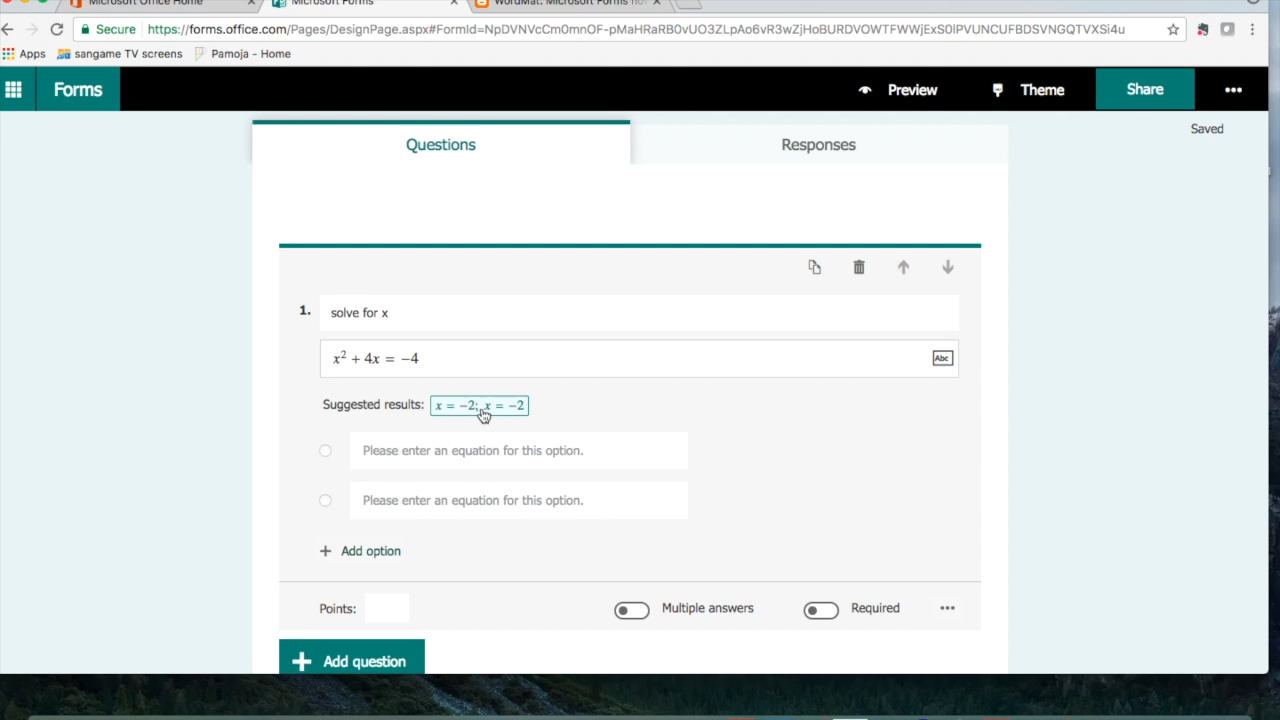 Microsoft Office Home × Microsoft Forms × WordMat: Microsoft Forms no ×
Secure https://forms.office.com/Pages/DesignPage.aspx#FormId=NpDVNVcCm0mnOF-pMaHRaRB0vUO3ZLpAo6vR3wZjHoBURDVOWTFWWjExS0lPVUNCUFBDSVNGQTVXSi4u
Apps sangame TV screens Pamoja - Home
Forms Preview Theme Share •••
Saved
Questions Responses
1. solve for x
x² + 4x = −4 Abc
Suggested results: x = −2; x = −2
Please enter an equation for this option.
Please enter an equation for this option.
+ Add option
Points: Multiple answers Required •••
+ Add question